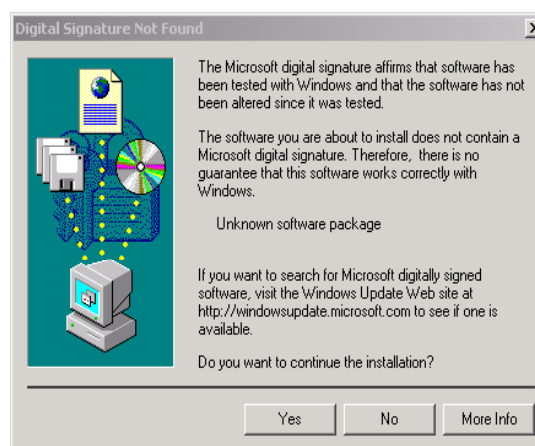 Digital Signature Not Found
The Microsoft digital signature affirms that software has
been tested with Windows and that the software has not
been altered since it was tested.
The software you are about to install does not contain a
Microsoft digital signature. Therefore, there is no
guarantee that this software works correctly with
Windows.
Unknown software package
If you want to search for Microsoft digitally signed
software, visit the Windows Update Web site at
http://windowsupdate.microsoft.com to see if one is
available.
Do you want to continue the installation?
Yes No More Info